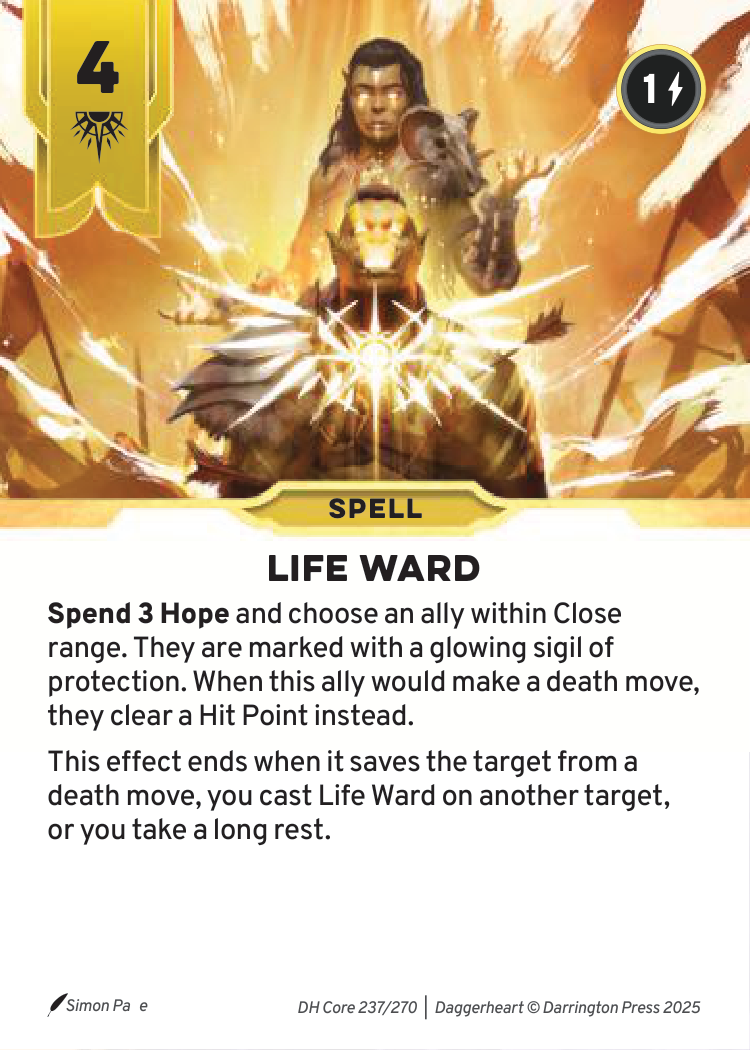 4
1
SPELL
LIFE WARD
Spend 3 Hope and choose an ally within Close
range. They are marked with a glowing sigil of
protection. When this ally would make a death move,
they clear a Hit Point instead.
This effect ends when it saves the target from a
death move, you cast Life Ward on another target,
or you take a long rest.
Simon Pa e
DH Core 237/270 | Daggerheart © Darrington Press 2025